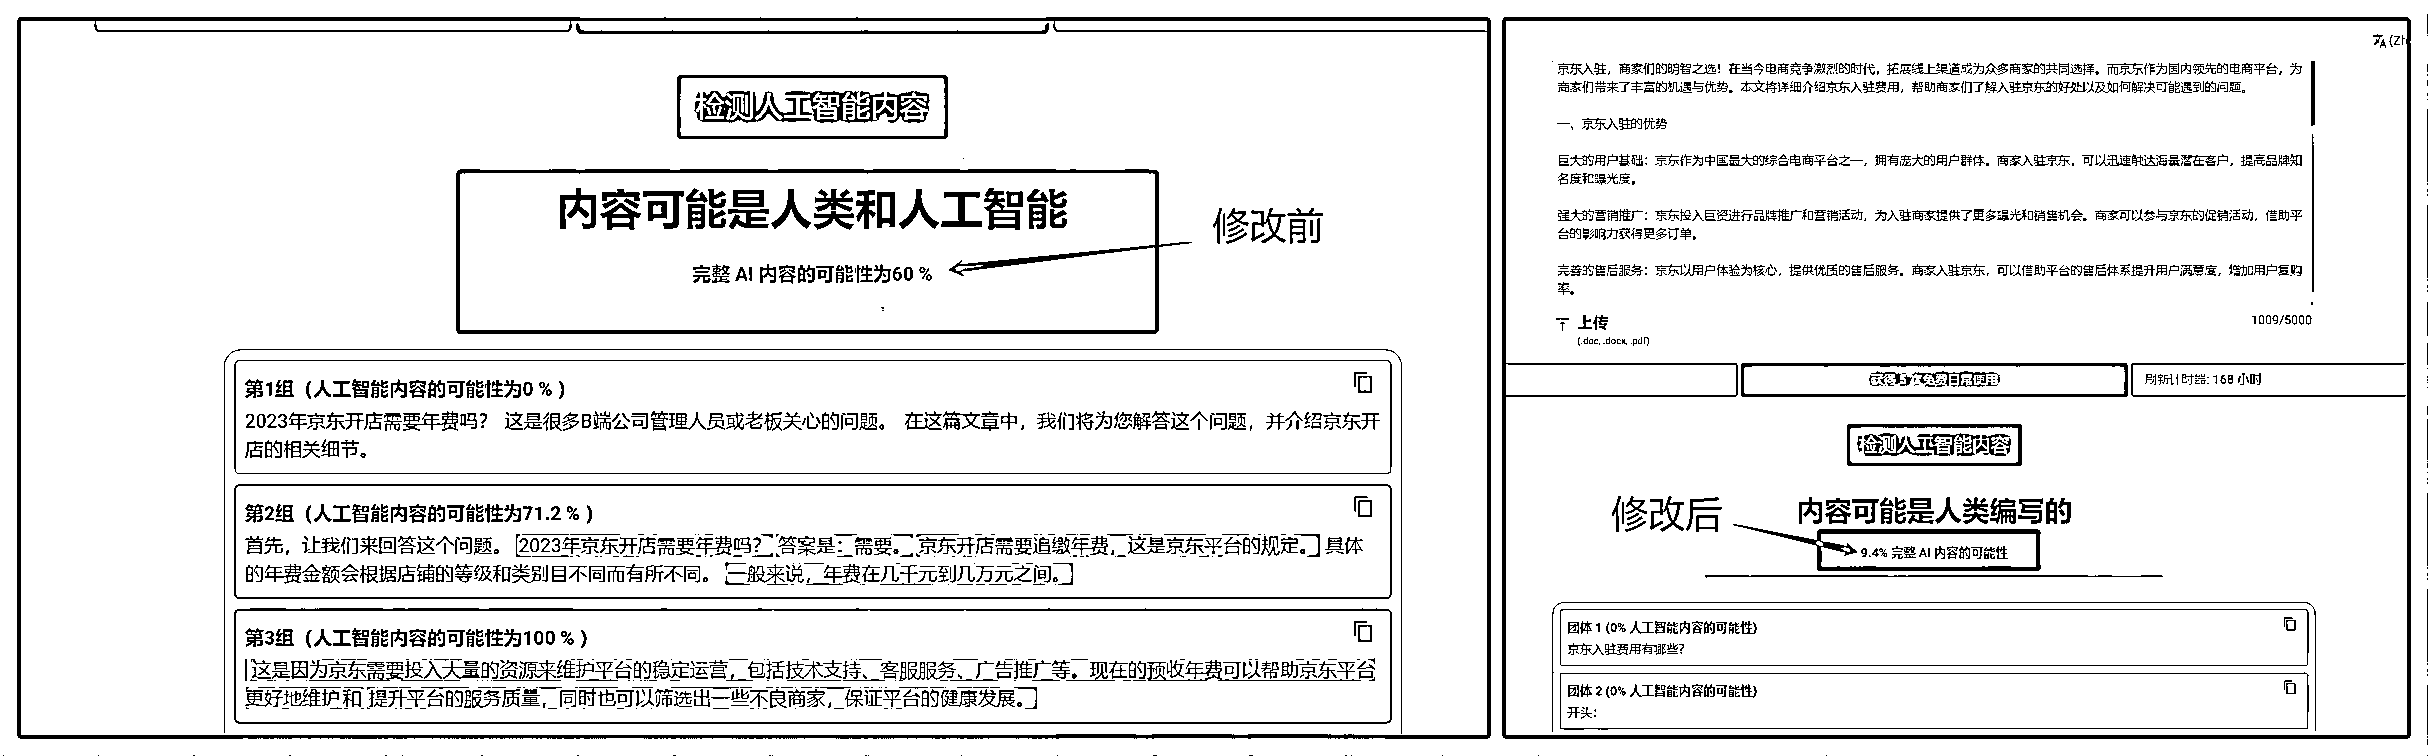 检测人工智能内容
内容可能是人类和人工智能
修改前
完整 AI 内容的可能性为60 %
第1组（人工智能内容的可能性为0 % ）
2023年京东开店需要年费吗？ 这是很多B端公司管理人员或老板关心的问题。 在这篇文章中，我们将为您解答这个问题，并介绍京东开
店的相关细节。
第2组（人工智能内容的可能性为71.2 % ）
首先，让我们来回答这个问题。 2023年京东开店需要年费吗？ 答案是：需要。 京东开店需要追缴年费，这是京东平台的规定。 具体
的年费金额会根据店铺的等级和类别目不同而有所不同。 一般来说，年费在几千元到几万元之间。
第3组（人工智能内容的可能性为100 % ）
这是因为京东需要投入大量的资源来维护平台的稳定运营，包括技术支持、客服服务、广告推广等。现在的预收年费可以帮助京东平台
更好地维护和 提升平台的服务质量，同时也可以筛选出一些不良商家，保证平台的健康发展。
京东入驻，商家们的明智之选！在当今电商竞争激烈的时代，拓展线上渠道成为众多商家的共同选择。而京东作为国内领先的电商平台，为
商家们带来了丰富的机遇与优势。本文将详细介绍京东入驻费用，帮助商家们了解入驻京东的好处以及如何解决可能遇到的问题。
一、京东入驻的优势
巨大的用户基础：京东作为中国最大的综合电商平台之一，拥有庞大的用户群体。商家入驻京东，可以迅速触达海量潜在客户，提高品牌知
名度和曝光度。
强大的营销推广：京东投入巨资进行品牌推广和营销活动，为入驻商家提供了更多曝光和销售机会。商家可以参与京东的促销活动，借助平
台的影响力获得更多订单。
完善的售后服务：京东以用户体验为核心，提供优质的售后服务。商家入驻京东，可以借助平台的售后体系提升用户满意度，增加用户复购
率。
上传
1009/5000
(.doc, .docx, .pdf)
获得 5 次免费日常使用
刷新计时器: 168 小时
检测人工智能内容
修改后
内容可能是人类编写的
9.4% 完整 AI 内容的可能性
团体 1 (0% 人工智能内容的可能性)
京东入驻费用有哪些?
团体 2 (0% 人工智能内容的可能性)
开头：